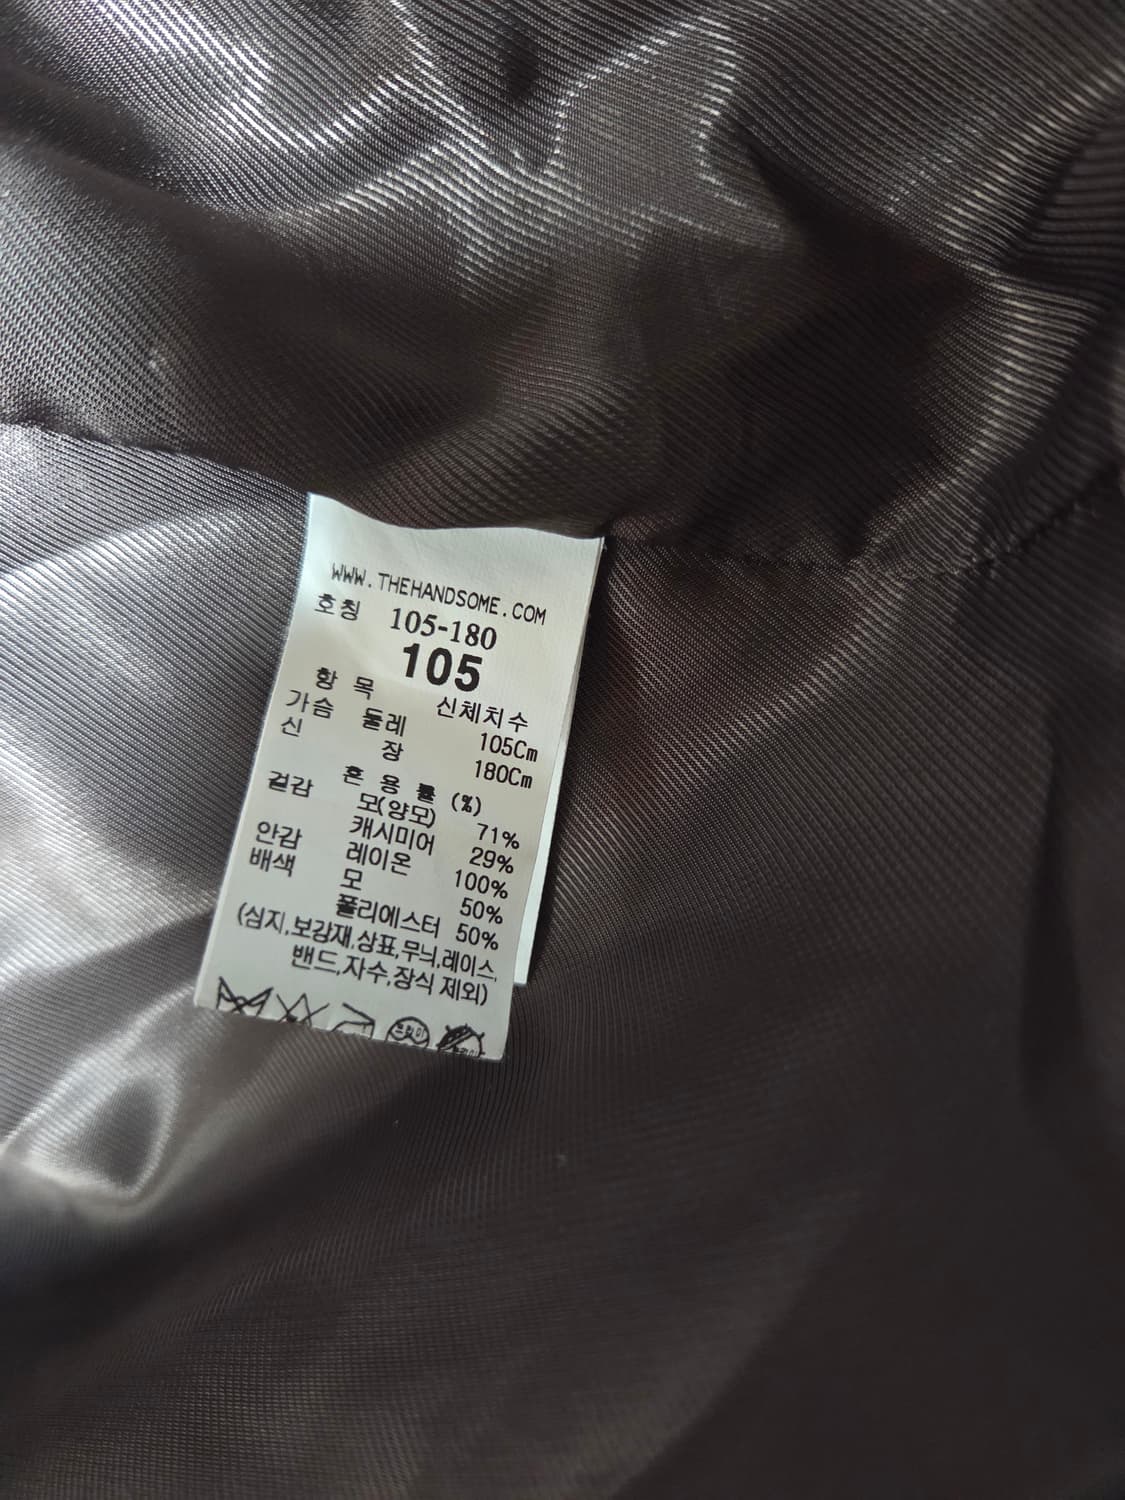 WWW.THEHANDSOME.COM
호칭 105-180
105
항 목 신체치수
가슴 둘레 105Cm
신 장 180Cm
혼 용 률 (%)
겉감 모(양모) 71%
캐시미어 29%
안감 레이온 100%
배색 모 50%
폴리에스터 50%
(심지,보강재,상표,무늬,레이스,
밴드,자수,장식 제외)